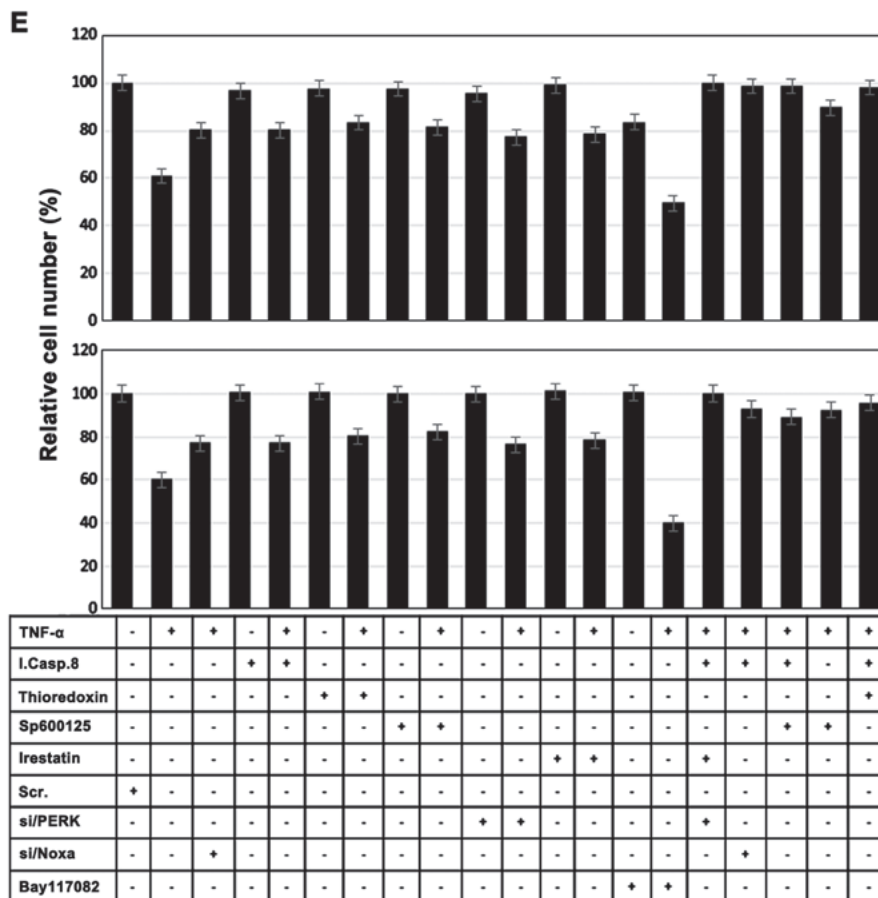 E
Relative cell number (%)
120
100
80
60
40
20
0
120
100
80
60
40
20
0
TNF-α - + + - + - + - + - + - + - + + + + + +
I.Casp.8 - - - + + - - - - - - - - - - + + + - +
Thioredoxin - - - - - + + - - - - - - - - - - - - +
Sp600125 - - - - - - - + + - - - - - - - - + + -
Irestatin - - - - - - - - - - - + + - - + - - - -
Scr. + - - - - - - - - - - - - - - - - - - -
si/PERK - - - - - - - - - + + - - - - + - - - -
si/Noxa - - + - - - - - - - - - - - - - + - - -
Bay117082 - - - - - - - - - - - - - + + - - - - -